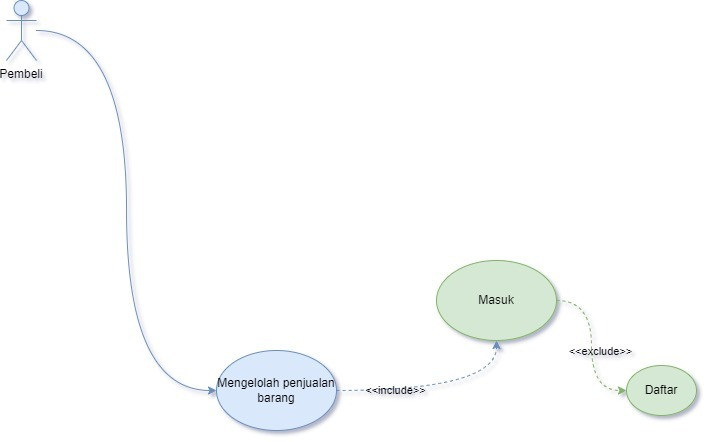 Pembeli
Masuk
<<exclude>>
Mengelolah penjualan
barang
<<include>>
Daftar